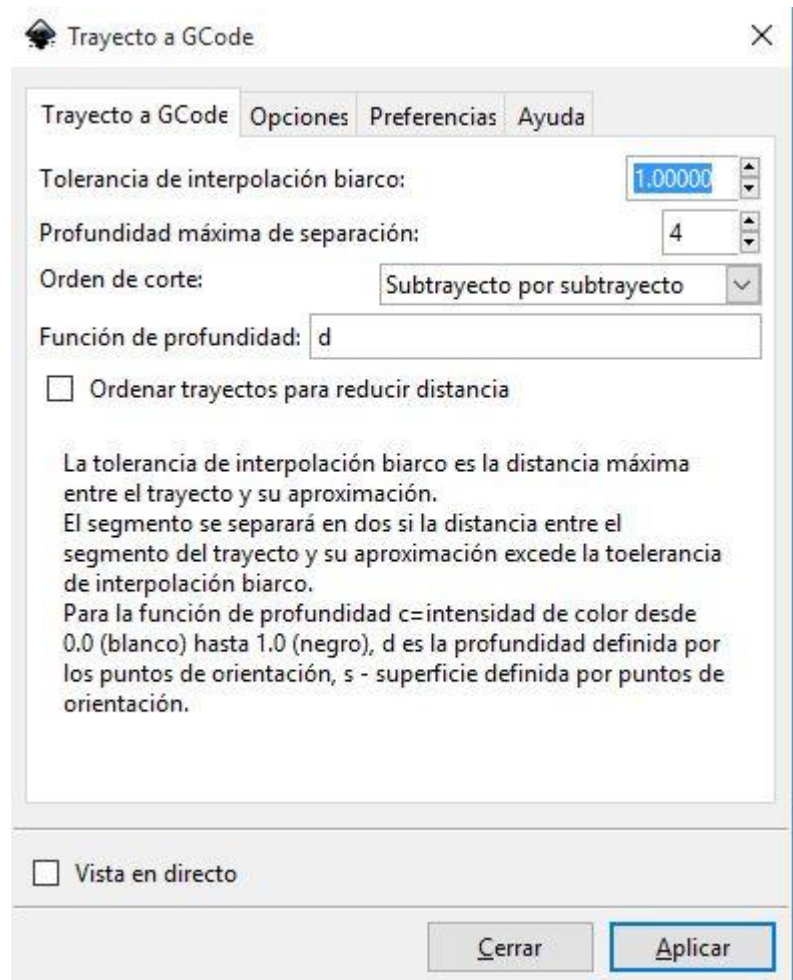 Trayecto a GCode
Trayecto a GCode Opciones Preferencias Ayuda
Tolerancia de interpolación biarco: 1.00000
Profundidad máxima de separación: 4
Orden de corte: Subtrayecto por subtrayecto
Función de profundidad: d
Ordenar trayectos para reducir distancia
La tolerancia de interpolación biarco es la distancia máxima
entre el trayecto y su aproximación.
El segmento se separará en dos si la distancia entre el
segmento del trayecto y su aproximación excede la toelerancia
de interpolación biarco.
Para la función de profundidad c=intensidad de color desde
0.0 (blanco) hasta 1.0 (negro), d es la profundidad definida por
los puntos de orientación, s - superficie definida por puntos de
orientación.
Vista en directo
Cerrar Aplicar